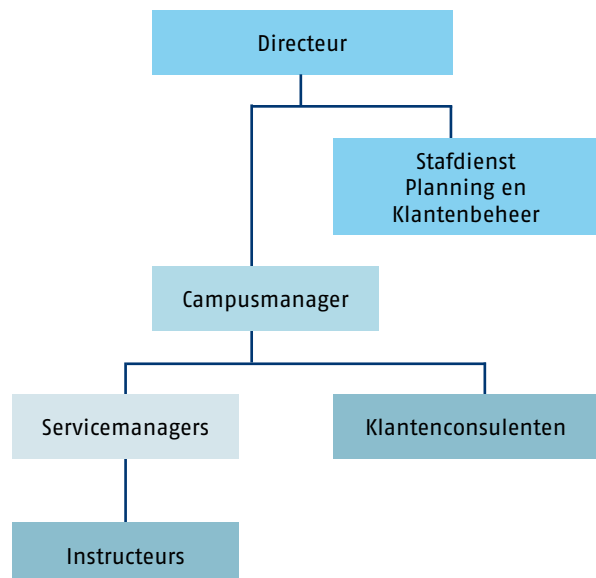 Directeur
Stafdienst
Planning en
Klantenbeheer
Campusmanager
Servicemanagers
Klantenconsulenten
Instructeurs